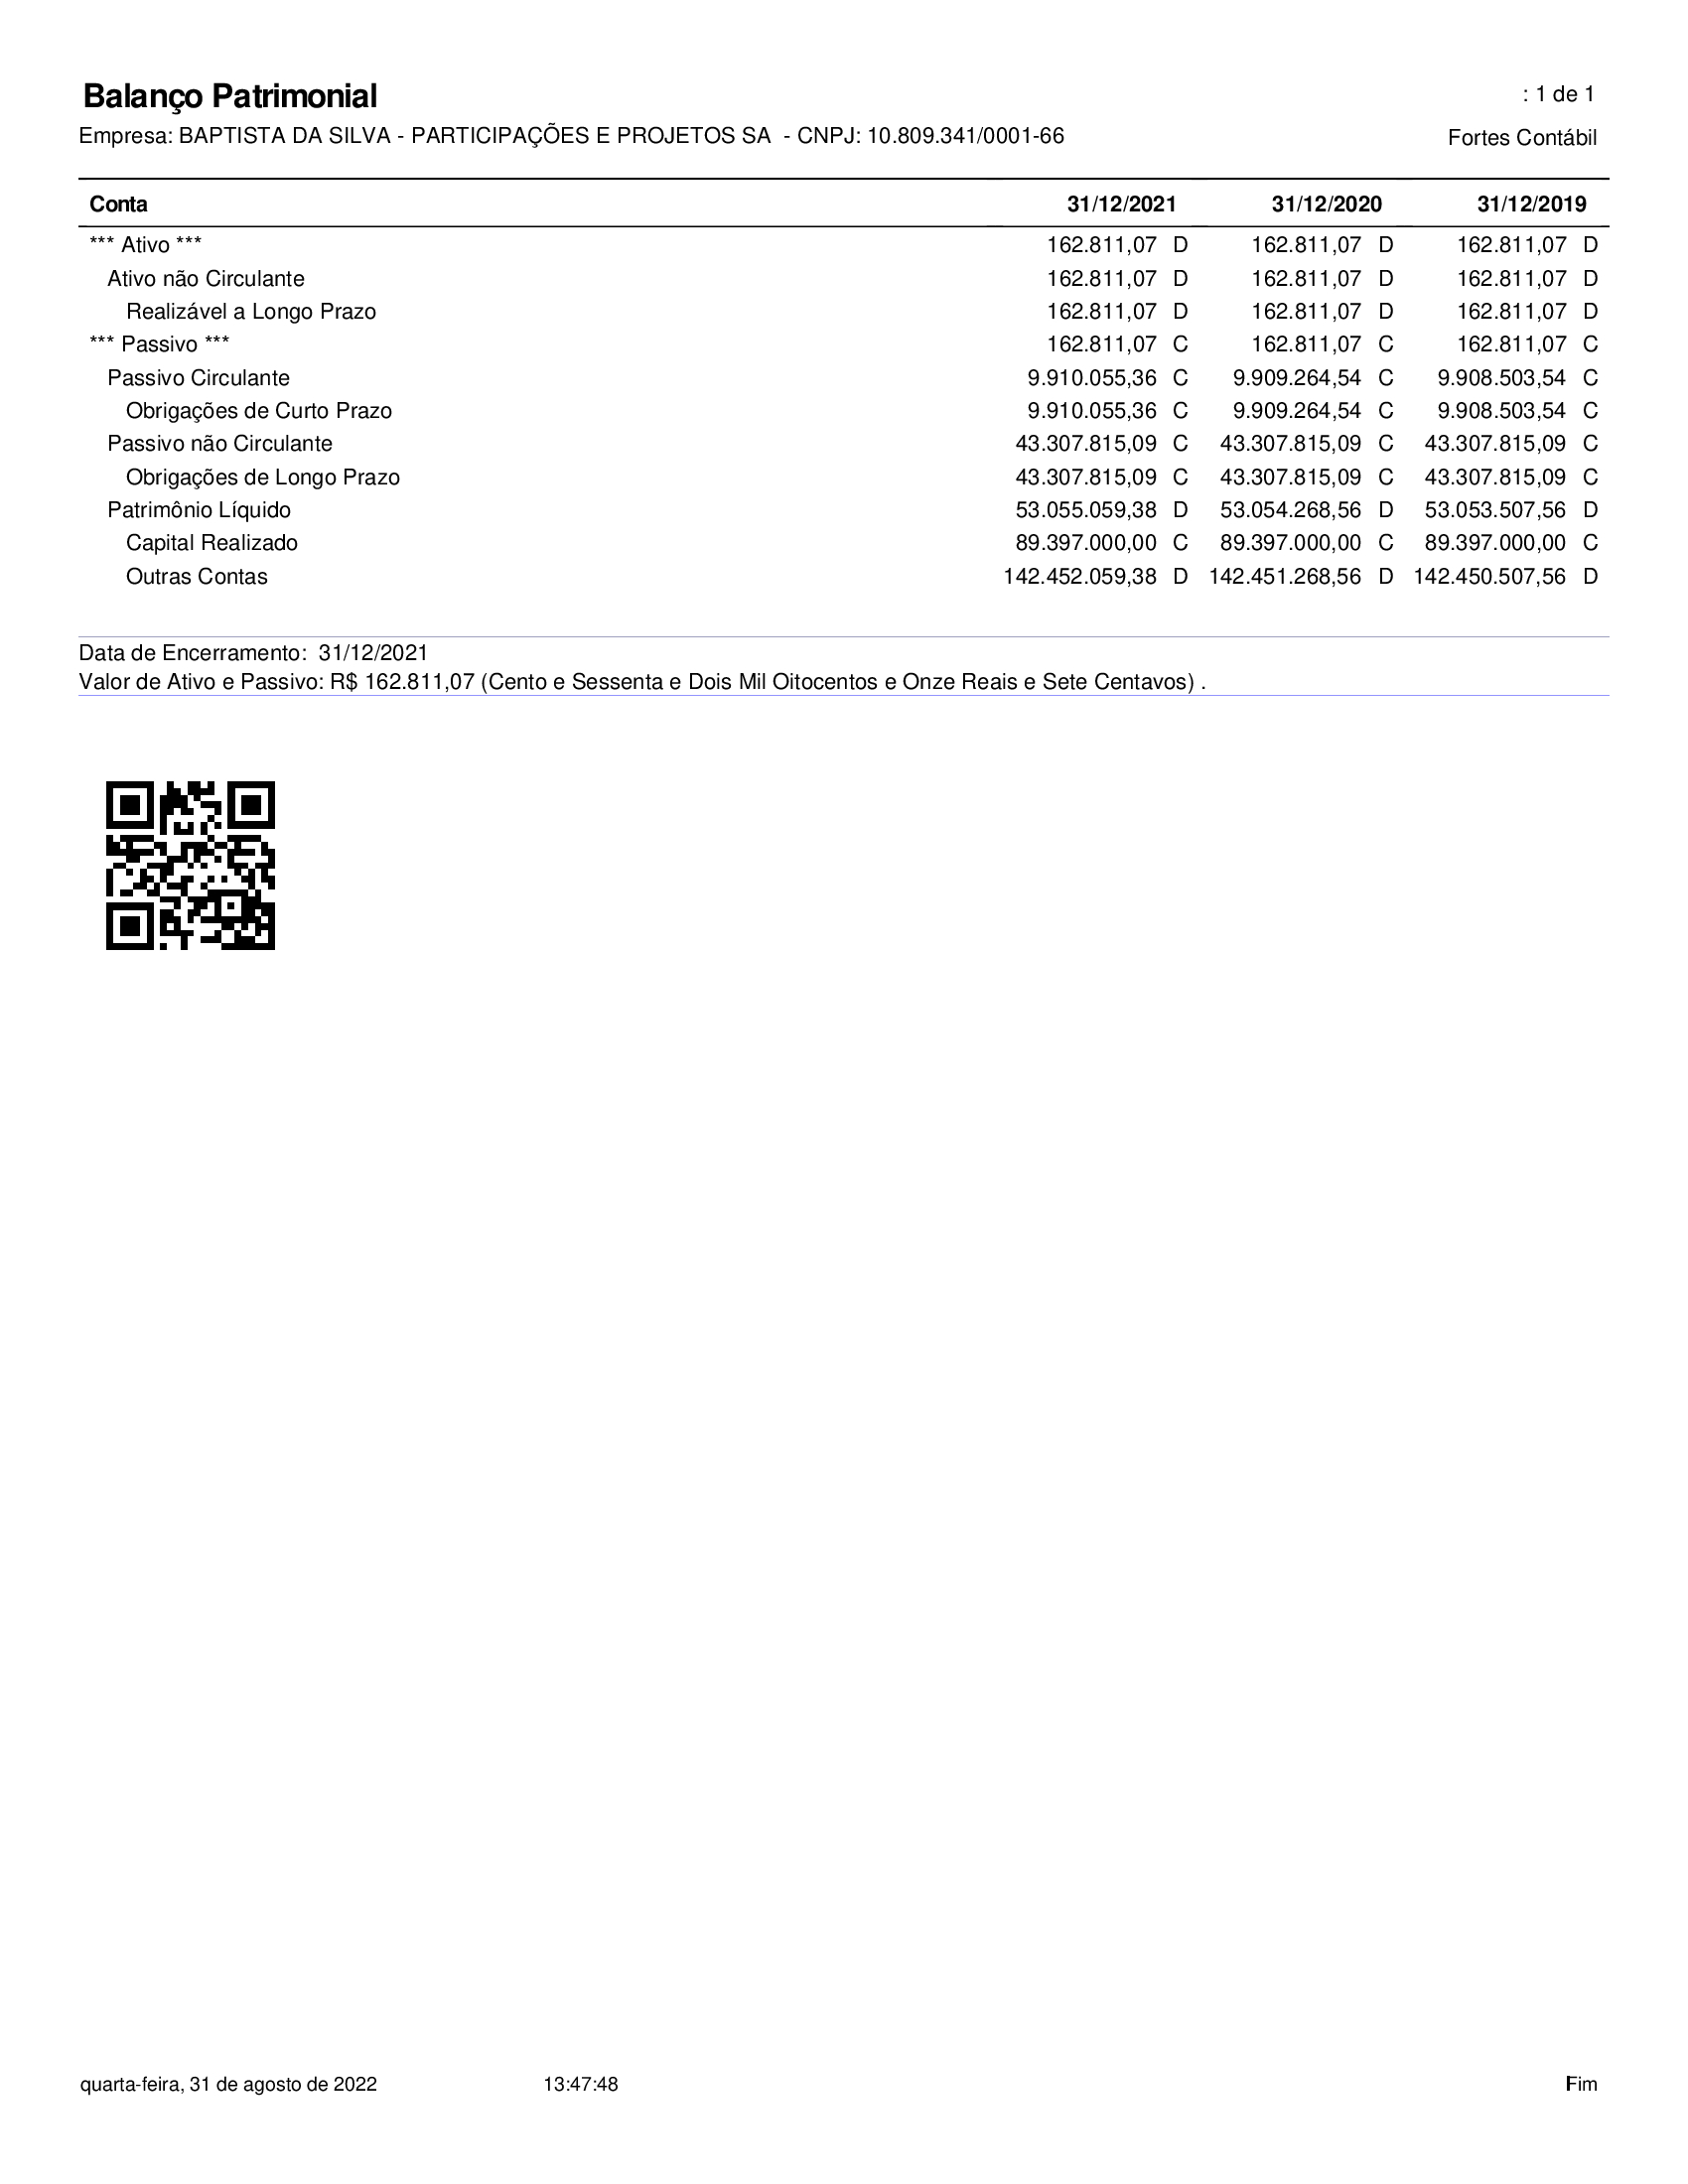 Balanço Patrimonial : 1 de 1
Empresa: BAPTISTA DA SILVA - PARTICIPAÇÕES E PROJETOS SA - CNPJ: 10.809.341/0001-66 Fortes Contábil
Conta 31/12/2021 31/12/2020 31/12/2019
*** Ativo *** 162.811,07 D 162.811,07 D 162.811,07 D
Ativo não Circulante 162.811,07 D 162.811,07 D 162.811,07 D
Realizável a Longo Prazo 162.811,07 D 162.811,07 D 162.811,07 D
*** Passivo *** 162.811,07 C 162.811,07 C 162.811,07 C
Passivo Circulante 9.910.055,36 C 9.909.264,54 C 9.908.503,54 C
Obrigações de Curto Prazo 9.910.055,36 C 9.909.264,54 C 9.908.503,54 C
Passivo não Circulante 43.307.815,09 C 43.307.815,09 C 43.307.815,09 C
Obrigações de Longo Prazo 43.307.815,09 C 43.307.815,09 C 43.307.815,09 C
Patrimônio Líquido 53.055.059,38 D 53.054.268,56 D 53.053.507,56 D
Capital Realizado 89.397.000,00 C 89.397.000,00 C 89.397.000,00 C
Outras Contas 142.452.059,38 D 142.451.268,56 D 142.450.507,56 D
Data de Encerramento: 31/12/2021
Valor de Ativo e Passivo: R$ 162.811,07 (Cento e Sessenta e Dois Mil Oitocentos e Onze Reais e Sete Centavos) .
quarta-feira, 31 de agosto de 2022 13:47:48 Fim